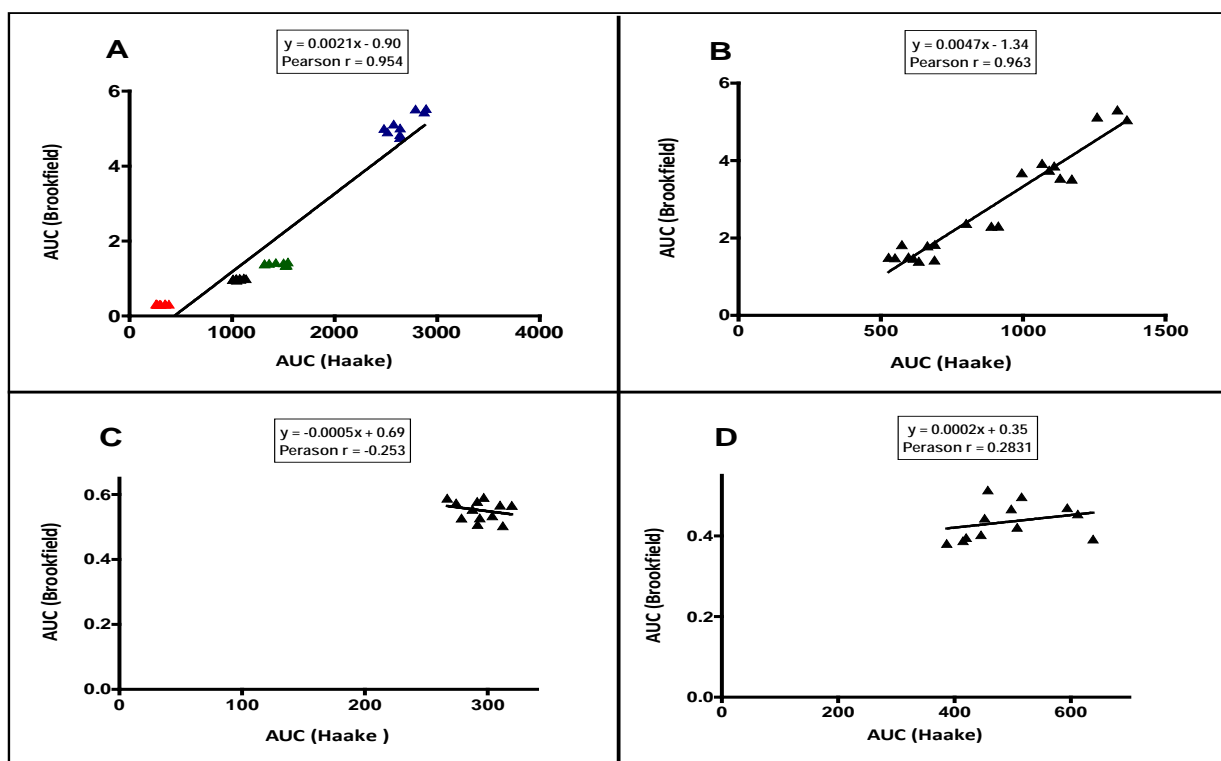 A
y = 0.0021x - 0.90
Pearson r = 0.954
6
4
2
0
0 1000 2000 3000 4000
AUC (Brookfield)
AUC (Haake)
B
y = 0.0047x - 1.34
Pearson r = 0.963
6
4
2
0
0 500 1000 1500
AUC (Brookfield)
AUC (Haake)
C
y = -0.0005x + 0.69
Perason r = -0.253
0.6
0.4
0.2
0.0
0 100 200 300
AUC (Brookfield)
AUC (Haake )
D
y = 0.0002x + 0.35
Perason r = 0.2831
0.4
0.2
0.0
0 200 400 600
AUC (Brookfield)
AUC (Haake)